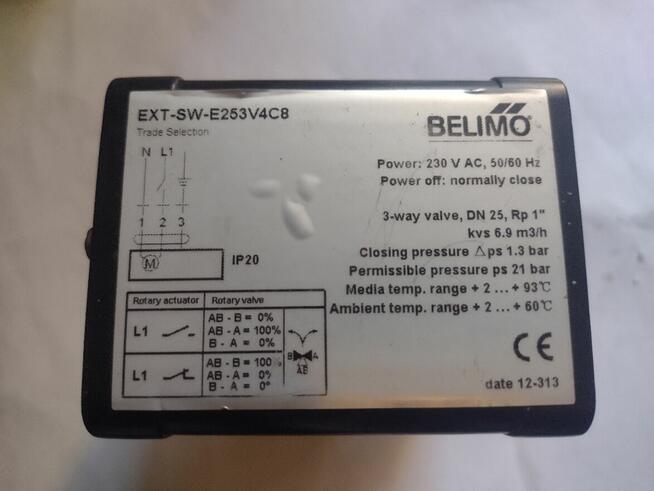 EXT-SW-E253V4C8
Trade Selection
BELIMO
N L1
1 2 3
M
IP20
Power: 230 V AC, 50/60 Hz
Power off: normally close
3-way valve, DN 25, Rp 1"
kvs 6.9 m3/h
Closing pressure △ps 1.3 bar
Permissible pressure ps 21 bar
Media temp. range + 2 ... + 93℃
Ambient temp. range + 2 ... + 60℃
Rotary actuator Rotary valve
L1
AB - B = 0%
AB - A = 100%
B - A = 0%
L1
AB - B = 100
AB - A = 0%
B - A = 0°
B A
AB
CE
date 12-313